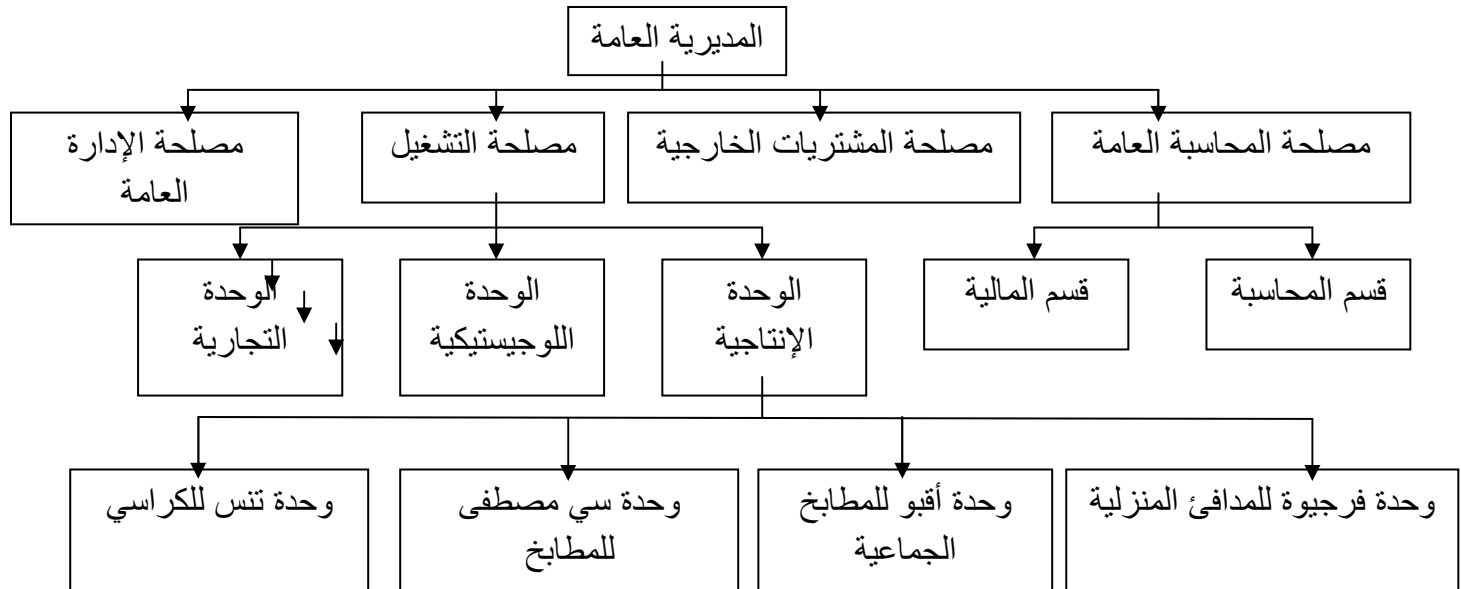 المديرية العامة
مصلحة المحاسبة العامة
مصلحة المشتريات الخارجية
مصلحة التشغيل
مصلحة الإدارة
العامة
قسم المحاسبة
قسم المالية
الوحدة
الإنتاجية
الوحدة
اللوجيستيكية
الوحدة
التجارية
وحدة فرجيوة للمدافئ المنزلية
وحدة أقبو للمطابخ
الجماعية
وحدة سي مصطفى
للمطابخ
وحدة تنس للكراسي